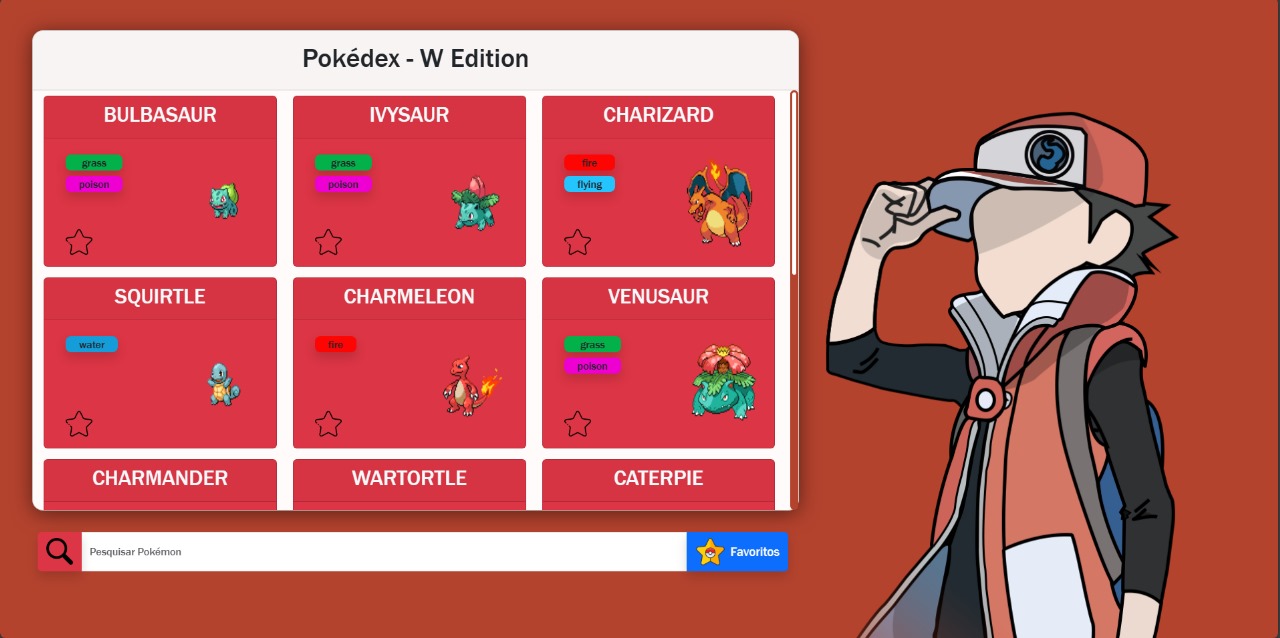 Pokédex - W Edition
BULBASAUR
grass
poison
IVYSAUR
grass
poison
CHARIZARD
fire
flying
SQUIRTLE
water
CHARMELEON
fire
VENUSAUR
grass
poison
CHARMANDER
WARTORTLE
CATERPIE
Pesquisar Pokémon
Favoritos